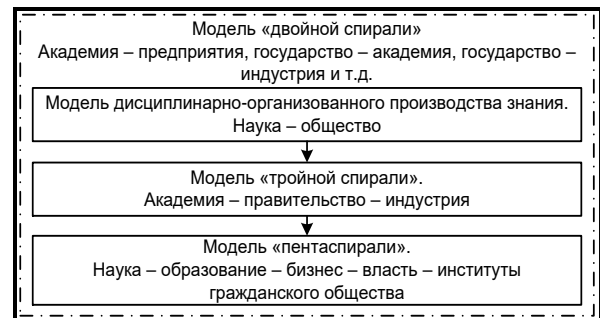 Модель «двойной спирали»
Академия – предприятия, государство – академия, государство –
индустрия и т.д.
Модель дисциплинарно-организованного производства знания.
Наука – общество
Модель «тройной спирали».
Академия – правительство – индустрия
Модель «пентаспирали».
Наука – образование – бизнес – власть – институты
гражданского общества